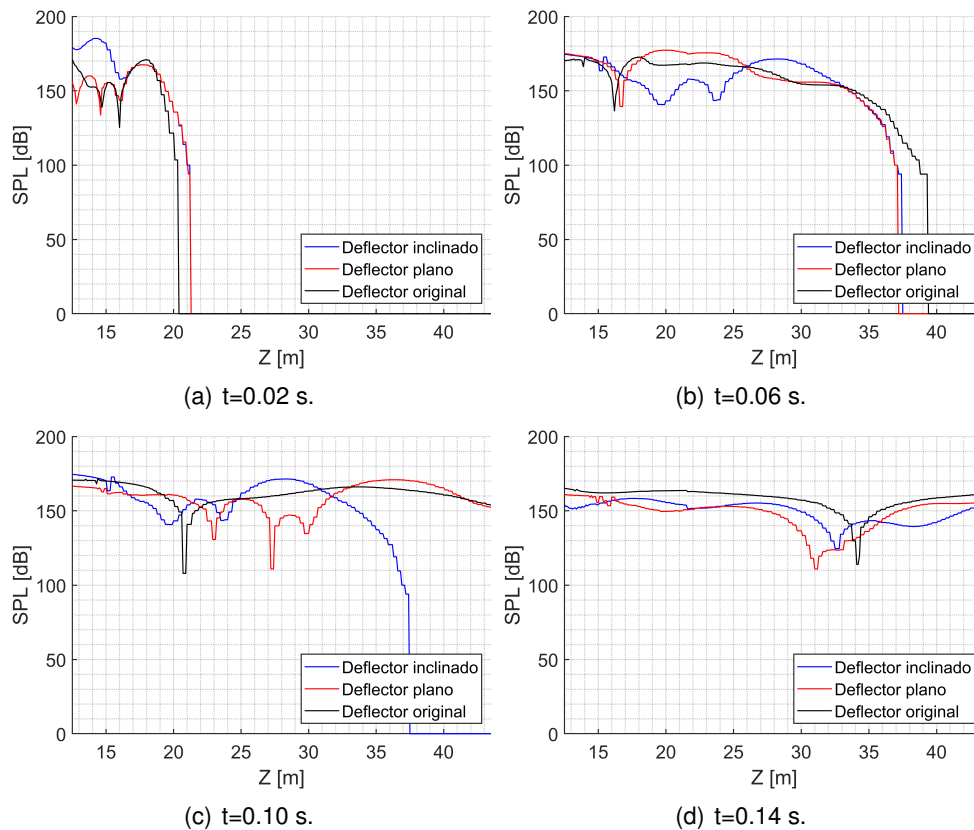 200
150
100
50
0
SPL [dB]
15 20 25 30 35 40
Z [m]
Deflector inclinado
Deflector plano
Deflector original
(a) t=0.02 s.
200
150
100
50
0
SPL [dB]
15 20 25 30 35 40
Z [m]
Deflector inclinado
Deflector plano
Deflector original
(b) t=0.06 s.
200
150
100
50
0
SPL [dB]
15 20 25 30 35 40
Z [m]
Deflector inclinado
Deflector plano
Deflector original
(c) t=0.10 s.
200
150
100
50
0
SPL [dB]
15 20 25 30 35 40
Z [m]
Deflector inclinado
Deflector plano
Deflector original
(d) t=0.14 s.